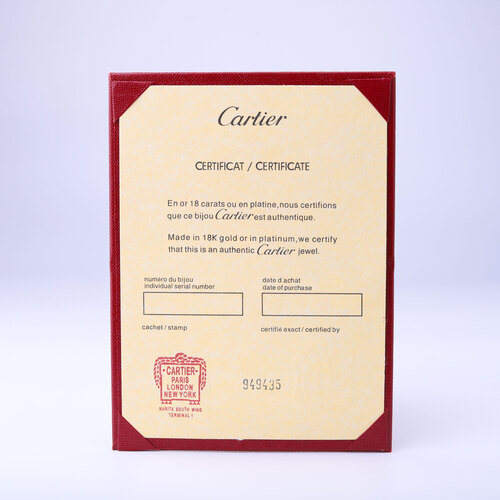 Cartier
CERTIFICAT / CERTIFICATE
En or 18 carats ou en platine, nous certifions
que ce bijou Cartier est authentique.
Made in 18K gold or in platinum, we certify
that this is an authentic Cartier jewel.
numéro du bijou
individual serial number
date d'achat
date of purchase
cachet / stamp
certifié exact / certified by
CARTIER
PARIS
LONDON
NEW YORK
NARITA SOUTH WING
TERMINAL 1
949435